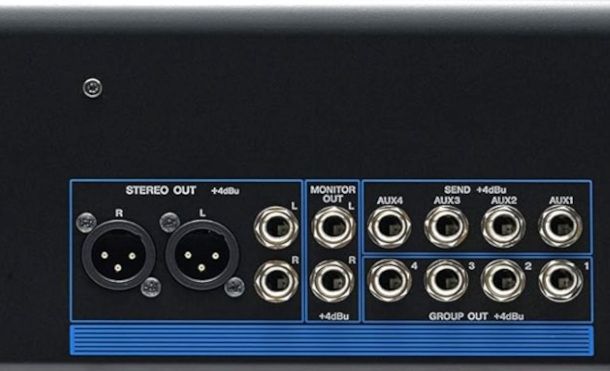 STEREO OUT +4dBu
R L L
R
MONITOR
OUT
L
R
+4dBu
SEND +4dBu
AUX4 AUX3 AUX2 AUX1
4 3 2 1
GROUP OUT +4dBu